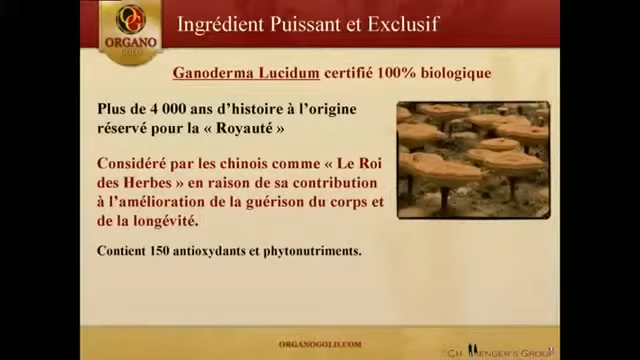 ORGANO
GOLD
Ingrédient Puissant et Exclusif
Ganoderma Lucidum certifié 100% biologique
Plus de 4 000 ans d'histoire à l'origine
réservé pour la « Royauté »
Considéré par les chinois comme « Le Roi
des Herbes » en raison de sa contribution
à l'amélioration de la guérison du corps et
de la longévité.
Contient 150 antioxydants et phytonutriments.
ORGANOGOLD.COM